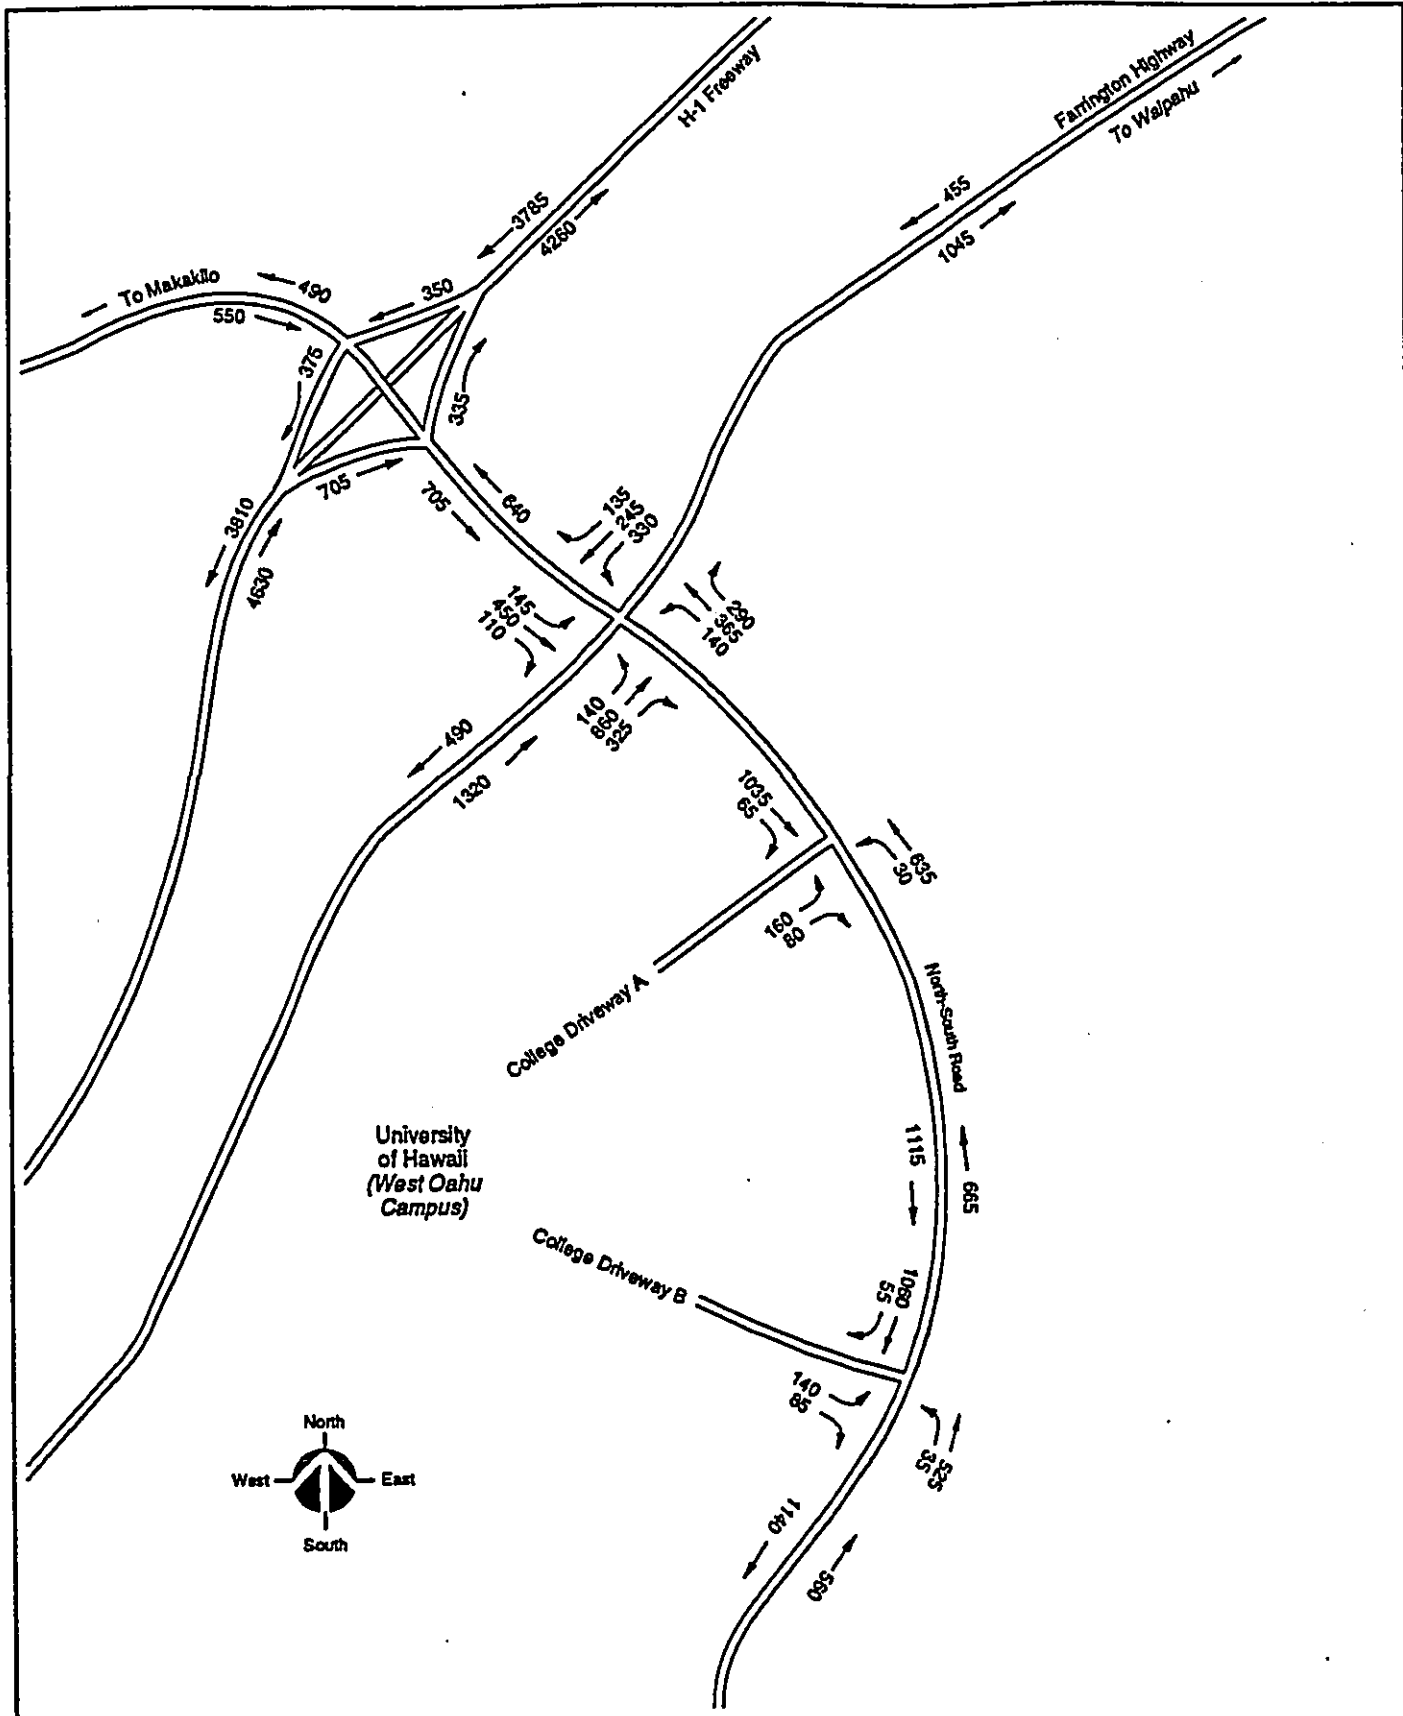 H-1 Freeway
Farrington Highway
To Waipahu
3785
4260
455
1045
To Makakilo
490
550
350
375
335
705
705
640
3810
4630
135
245
330
145
450
110
290
365
140
140
860
325
490
1320
1035
65
635
30
160
80
College Driveway A
North-South Road
University
of Hawaii
(West Oahu
Campus)
1115
665
College Driveway B
1060
55
140
85
525
35
1140
560
North
West
East
South